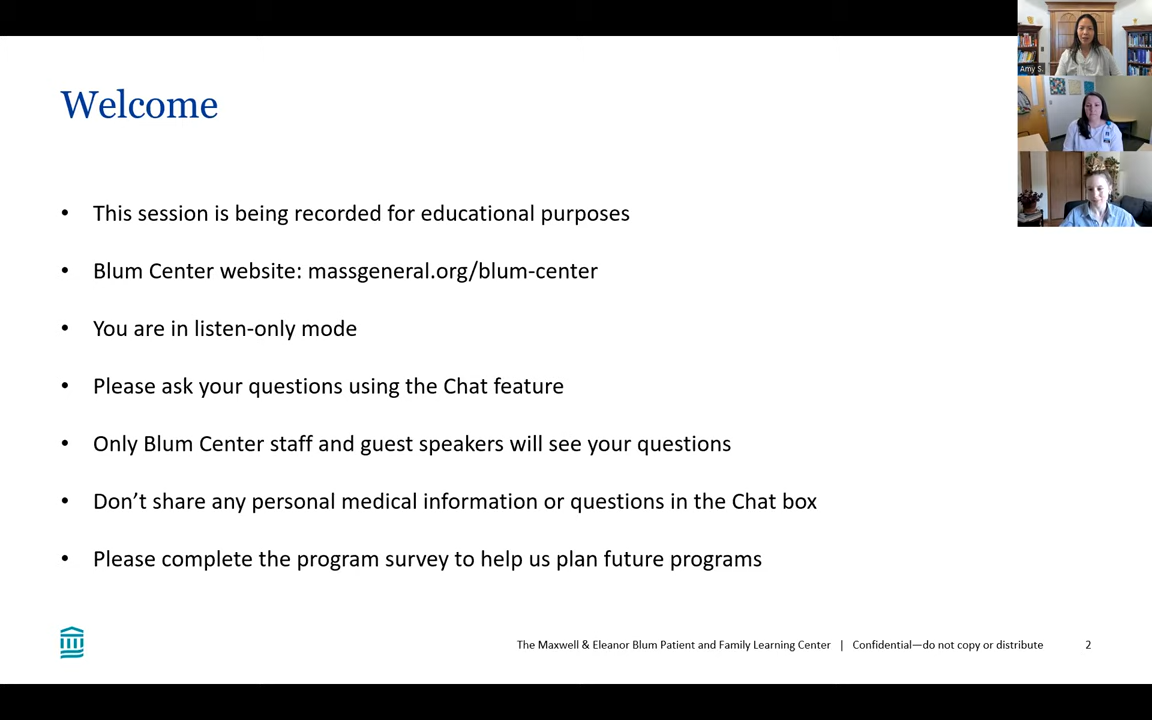 Amy S.
Welcome
• This session is being recorded for educational purposes
• Blum Center website: massgeneral.org/blum-center
• You are in listen-only mode
• Please ask your questions using the Chat feature
• Only Blum Center staff and guest speakers will see your questions
• Don’t share any personal medical information or questions in the Chat box
• Please complete the program survey to help us plan future programs
The Maxwell & Eleanor Blum Patient and Family Learning Center | Confidential—do not copy or distribute 2